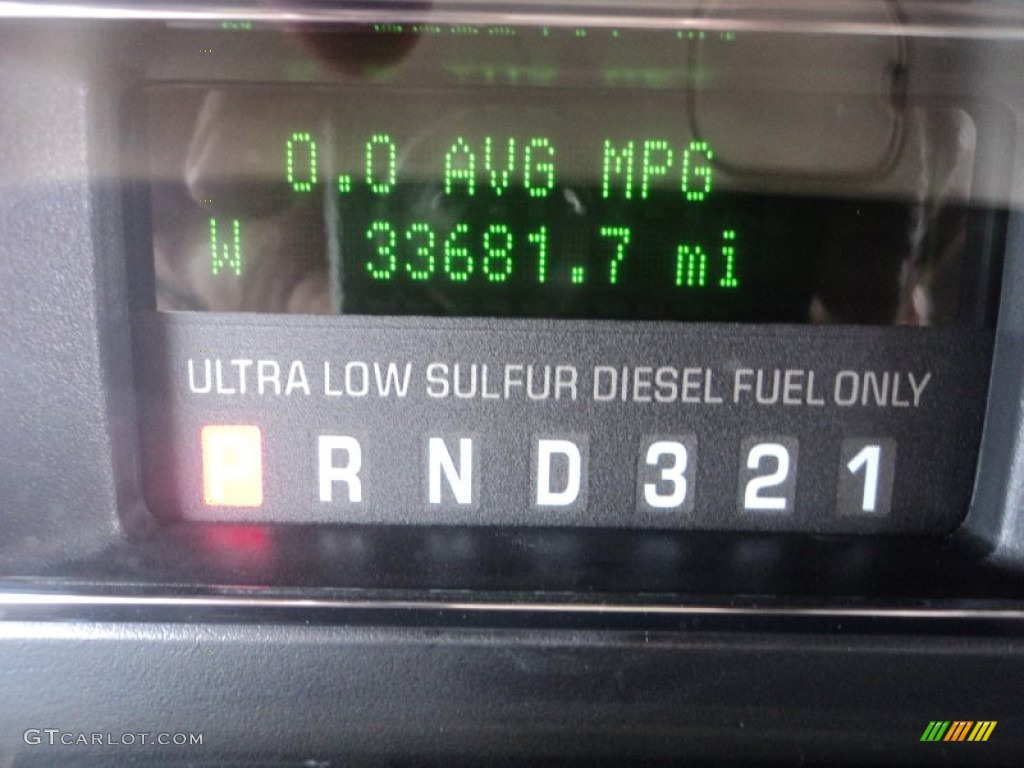 0.0 AVG MPG
W 33681.7 mi
ULTRA LOW SULFUR DIESEL FUEL ONLY
P R N D 3 2 1
GTCARLOT.COM